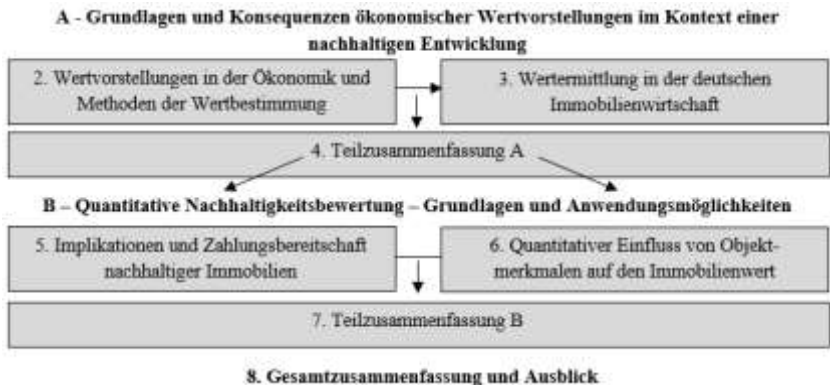 A - Grundlagen und Konsequenzen ökonomischer Wertvorstellungen im Kontext einer
nachhaltigen Entwicklung
2. Wertvorstellungen in der Ökonomik und
Methoden der Wertbestimmung
3. Wertermittlung in der deutschen
Immobilienwirtschaft
4. Teilzusammenfassung A
B – Quantitative Nachhaltigkeitsbewertung – Grundlagen und Anwendungsmöglichkeiten
5. Implikationen und Zahlungsbereitschaft
nachhaltiger Immobilien
6. Quantitativer Einfluss von Objekt-
merkmalen auf den Immobilienwert
7. Teilzusammenfassung B
8. Gesamtzusammenfassung und Ausblick